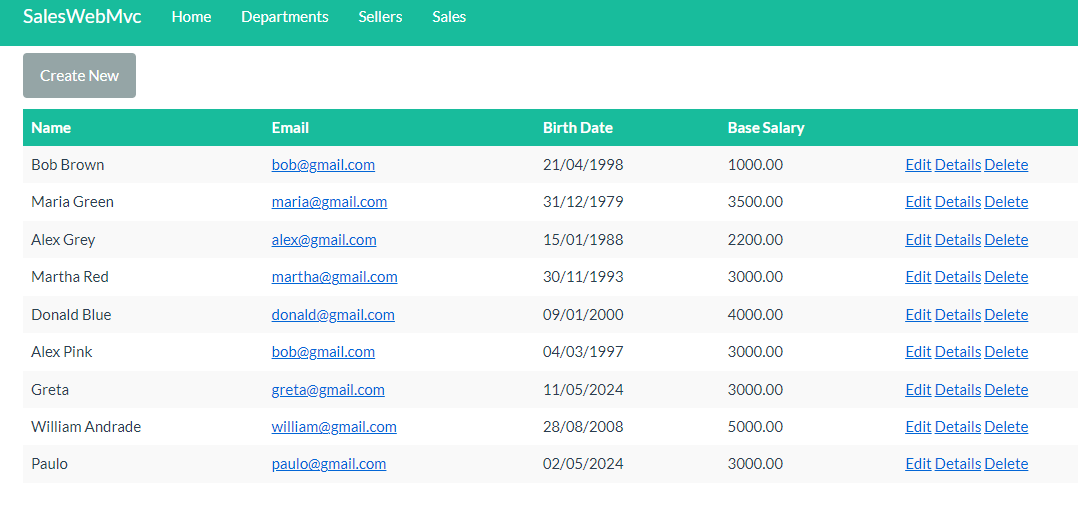 SalesWebMvc Home Departments Sellers Sales
Create New
Name Email Birth Date Base Salary
Bob Brown bob@gmail.com 21/04/1998 1000.00 Edit Details Delete
Maria Green maria@gmail.com 31/12/1979 3500.00 Edit Details Delete
Alex Grey alex@gmail.com 15/01/1988 2200.00 Edit Details Delete
Martha Red martha@gmail.com 30/11/1993 3000.00 Edit Details Delete
Donald Blue donald@gmail.com 09/01/2000 4000.00 Edit Details Delete
Alex Pink bob@gmail.com 04/03/1997 3000.00 Edit Details Delete
Greta greta@gmail.com 11/05/2024 3000.00 Edit Details Delete
William Andrade william@gmail.com 28/08/2008 5000.00 Edit Details Delete
Paulo paulo@gmail.com 02/05/2024 3000.00 Edit Details Delete